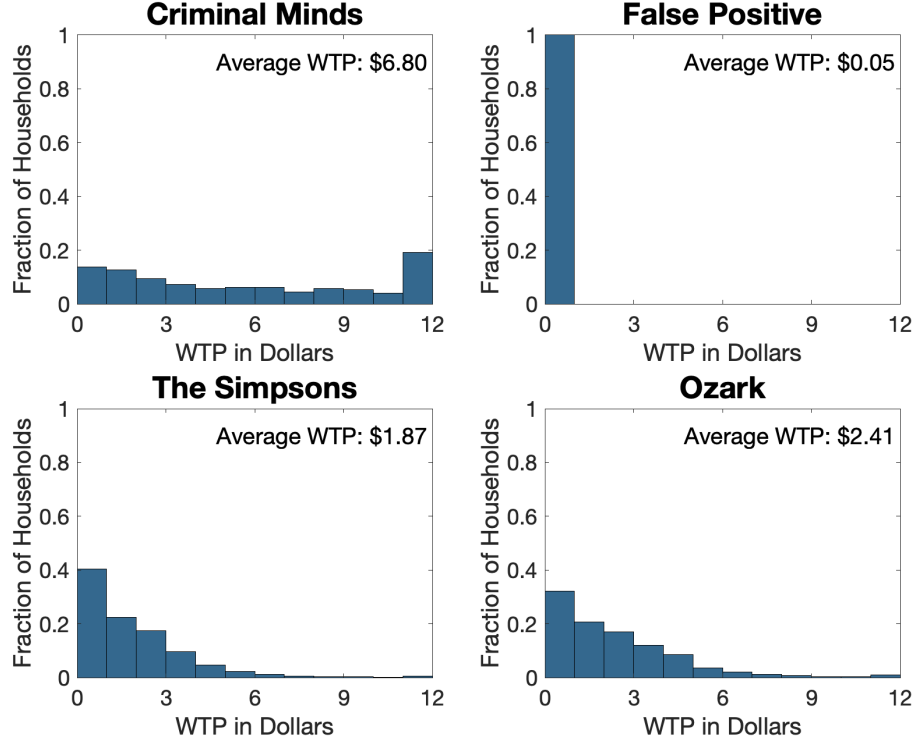 Criminal Minds
Average WTP: $6.80
Fraction of Households
1
0.8
0.6
0.4
0.2
0
0
3
6
9
12
WTP in Dollars
False Positive
Average WTP: $0.05
Fraction of Households
1
0.8
0.6
0.4
0.2
0
0
3
6
9
12
WTP in Dollars
The Simpsons
Average WTP: $1.87
Fraction of Households
1
0.8
0.6
0.4
0.2
0
0
3
6
9
12
WTP in Dollars
Ozark
Average WTP: $2.41
Fraction of Households
1
0.8
0.6
0.4
0.2
0
0
3
6
9
12
WTP in Dollars